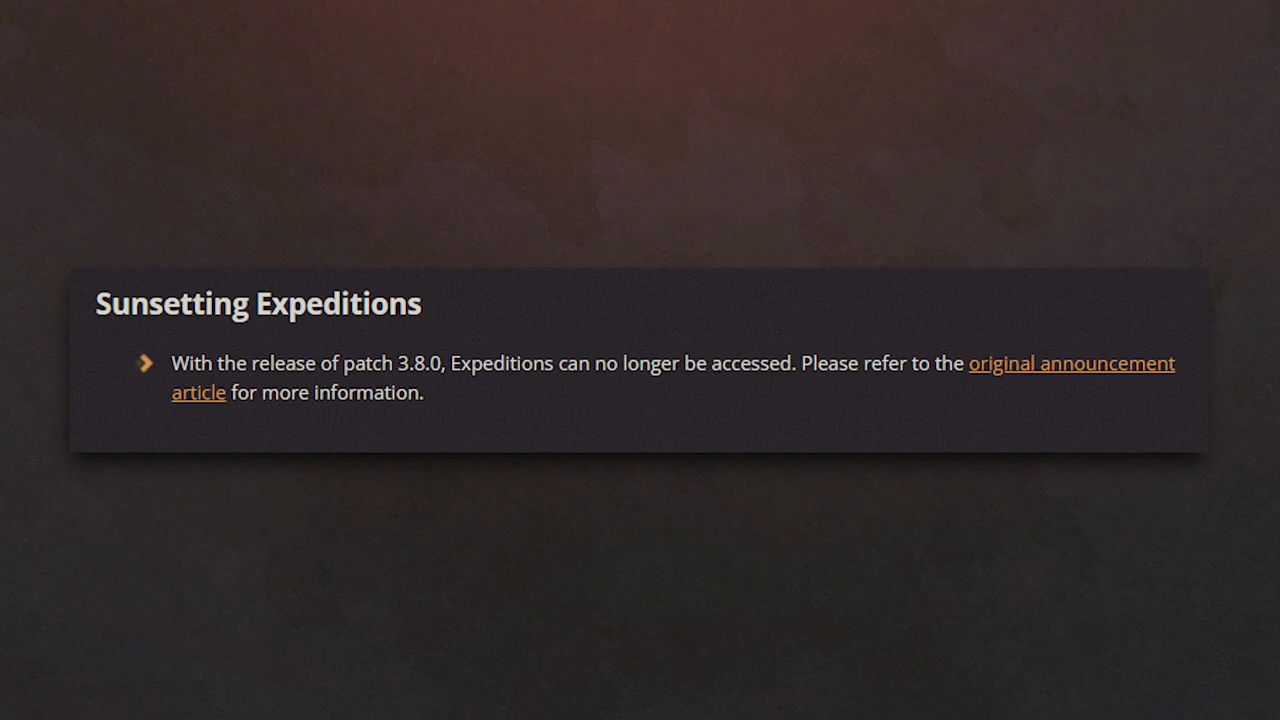 Sunsetting Expeditions
With the release of patch 3.8.0, Expeditions can no longer be accessed. Please refer to the original announcement
article for more information.